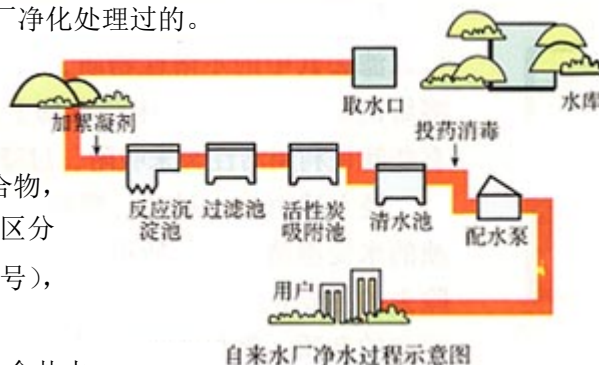 厂净化处理过的。
取水口
水库
加絮凝剂
投药消毒
合物，
反应沉
淀池
过滤池
活性炭
吸附池
清水池
配水泵
区分
号），
用户
自来水厂净水过程示意图